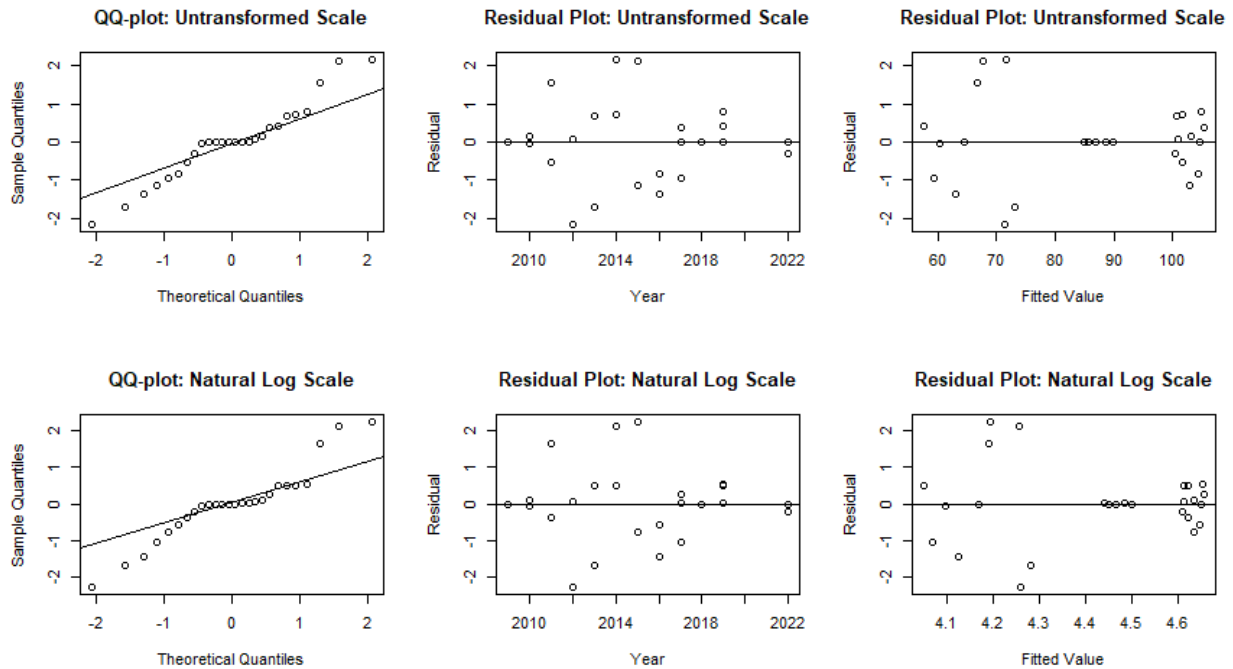 QQ-plot: Untransformed Scale
Sample Quantiles
2
1
0
-1
-2
-2 -1 0 1 2
Theoretical Quantiles
Residual Plot: Untransformed Scale
Residual
2
1
0
-1
-2
2010 2014 2018 2022
Year
Residual Plot: Untransformed Scale
Residual
2
1
0
-1
-2
60 70 80 90 100
Fitted Value
QQ-plot: Natural Log Scale
Sample Quantiles
2
1
0
-1
-2
-2 -1 0 1 2
Theoretical Quantiles
Residual Plot: Natural Log Scale
Residual
2
1
0
-1
-2
2010 2014 2018 2022
Year
Residual Plot: Natural Log Scale
Residual
2
1
0
-1
-2
4.1 4.2 4.3 4.4 4.5 4.6
Fitted Value